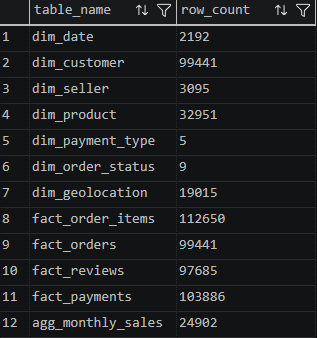 table_name row_count
1 dim_date 2192
2 dim_customer 99441
3 dim_seller 3095
4 dim_product 32951
5 dim_payment_type 5
6 dim_order_status 9
7 dim_geolocation 19015
8 fact_order_items 112650
9 fact_orders 99441
10 fact_reviews 97685
11 fact_payments 103886
12 agg_monthly_sales 24902